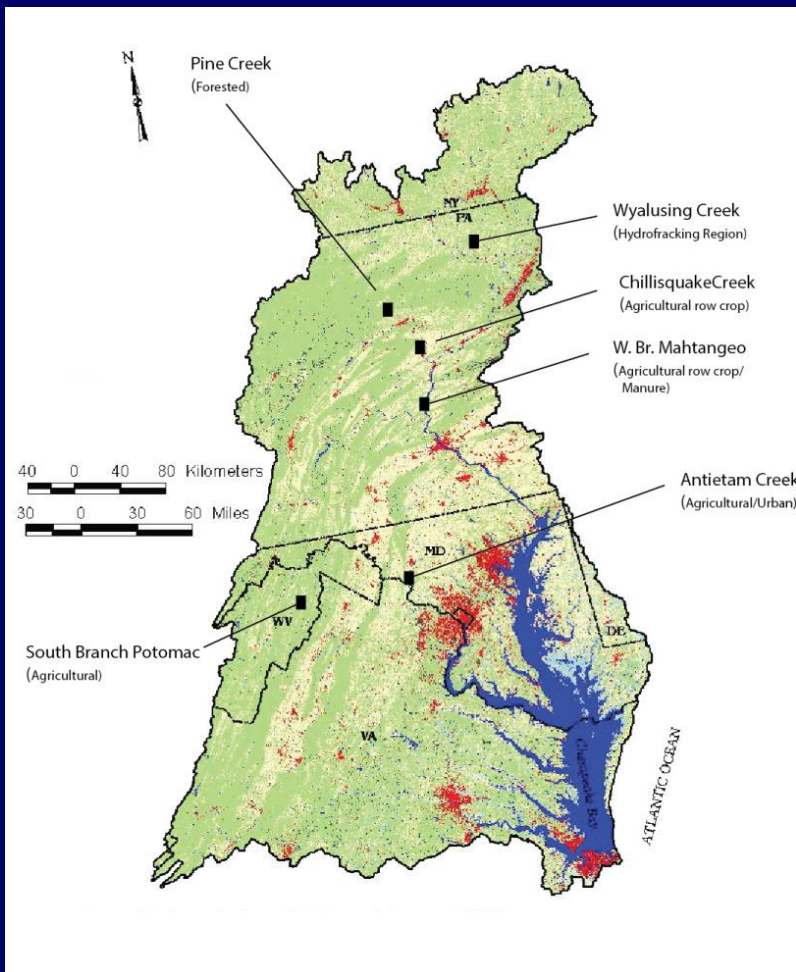 N
Pine Creek
(Forested)
NY
PA
Wyalusing Creek
(Hydrofracking Region)
ChillisquakeCreek
(Agricultural row crop)
W. Br. Mahtangeo
(Agricultural row crop/
Manure)
40 0 40 80 Kilometers
30 0 30 60 Miles
Antietam Creek
(Agricultural/Urban)
MD
WV
DE
South Branch Potomac
(Agricultural)
VA
Chesapeake Bay
ATLANTIC OCEAN